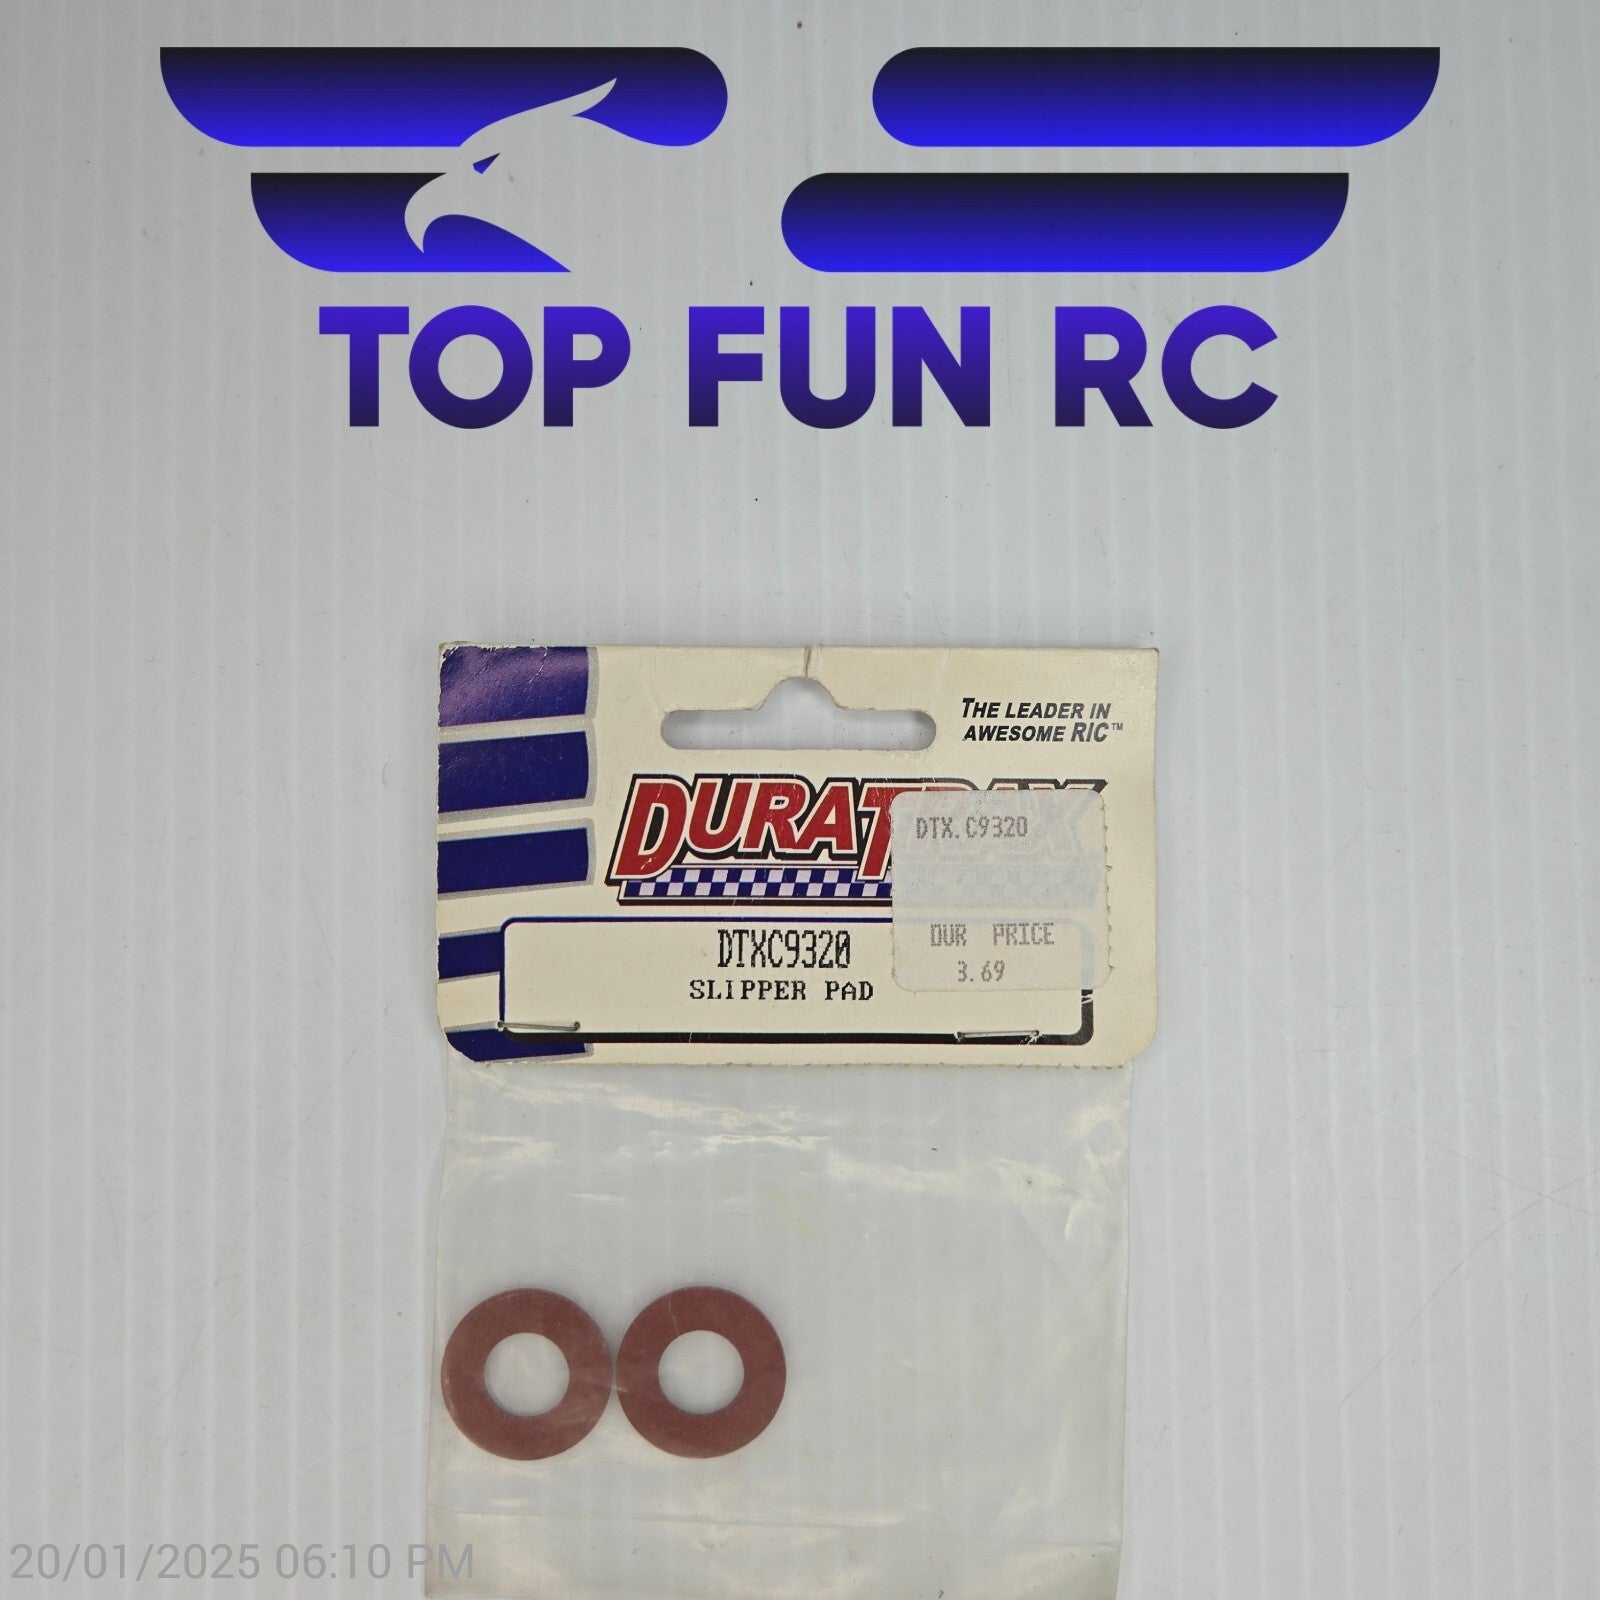 TOP FUN RC
THE LEADER IN
AWESOME R/C™
DURATRAX
DTX.C9320
OUR PRICE
3.69
DTXC9320
SLIPPER PAD
20/01/2025 06:10 PM